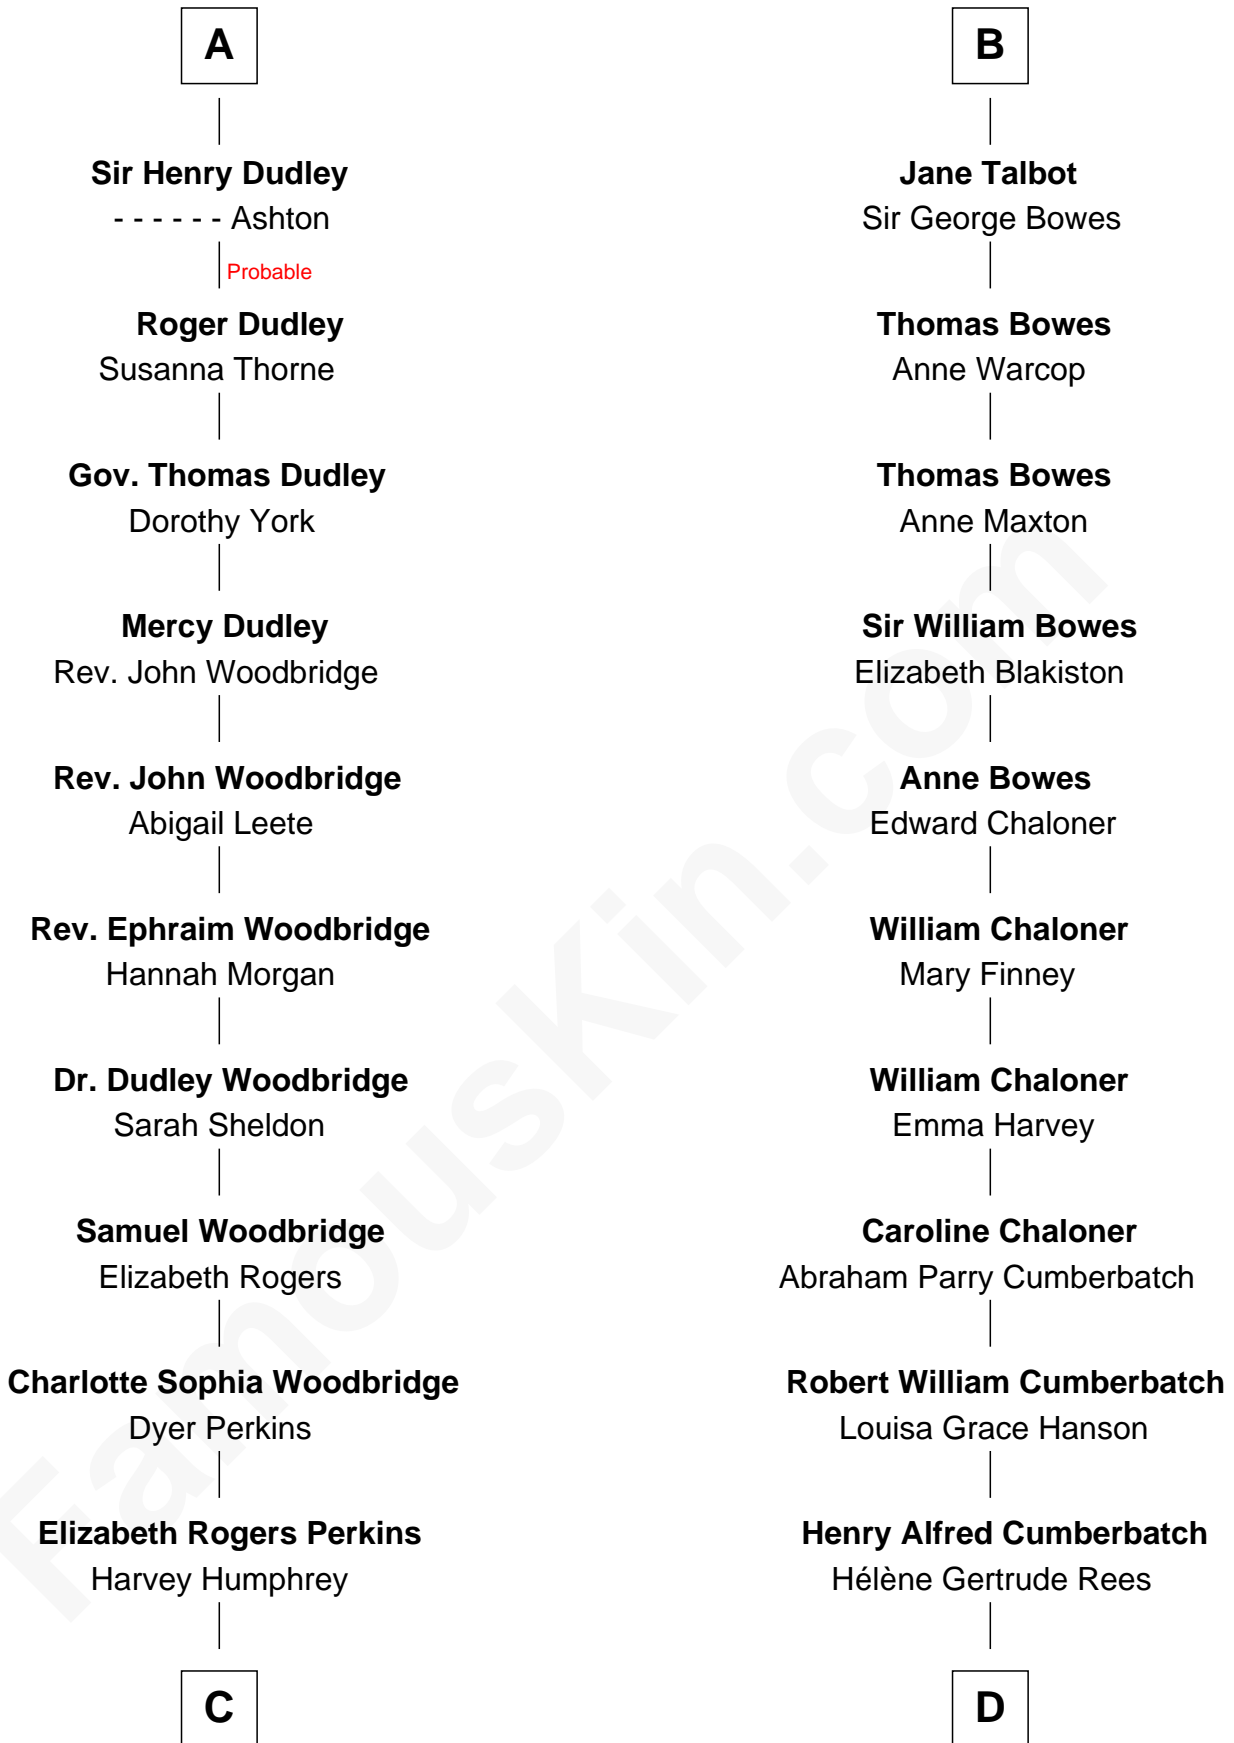 A
Sir Henry Dudley
- - - - - - Ashton
Probable
Roger Dudley
Susanna Thorne
Gov. Thomas Dudley
Dorothy York
Mercy Dudley
Rev. John Woodbridge
Rev. John Woodbridge
Abigail Leete
Rev. Ephraim Woodbridge
Hannah Morgan
Dr. Dudley Woodbridge
Sarah Sheldon
Samuel Woodbridge
Elizabeth Rogers
Charlotte Sophia Woodbridge
Dyer Perkins
Elizabeth Rogers Perkins
Harvey Humphrey
C
B
Jane Talbot
Sir George Bowes
Thomas Bowes
Anne Warcop
Thomas Bowes
Anne Maxton
Sir William Bowes
Elizabeth Blakiston
Anne Bowes
Edward Chaloner
William Chaloner
Mary Finney
William Chaloner
Emma Harvey
Caroline Chaloner
Abraham Parry Cumberbatch
Robert William Cumberbatch
Louisa Grace Hanson
Henry Alfred Cumberbatch
Hélène Gertrude Rees
D
FamousKin.com